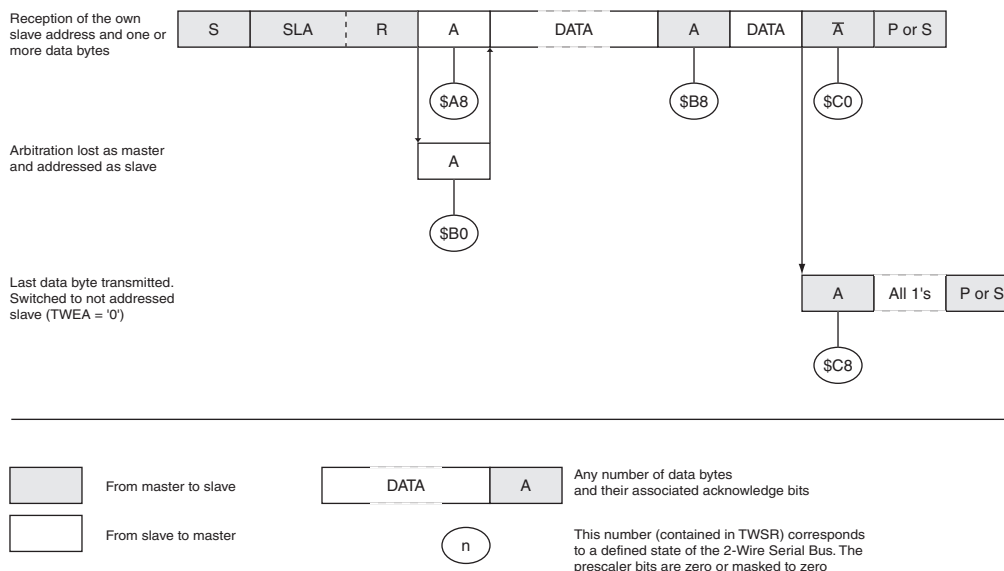 Reception of the own
slave address and one or
more data bytes
S SLA R A DATA A DATA A̅ P or S
$A8 $B8 $C0
Arbitration lost as master
and addressed as slave
A
$B0
Last data byte transmitted.
Switched to not addressed
slave (TWEA = '0')
A All 1's P or S
$C8
From master to slave
DATA A
Any number of data bytes
and their associated acknowledge bits
From slave to master
n
This number (contained in TWSR) corresponds
to a defined state of the 2-Wire Serial Bus. The
prescaler bits are zero or masked to zero